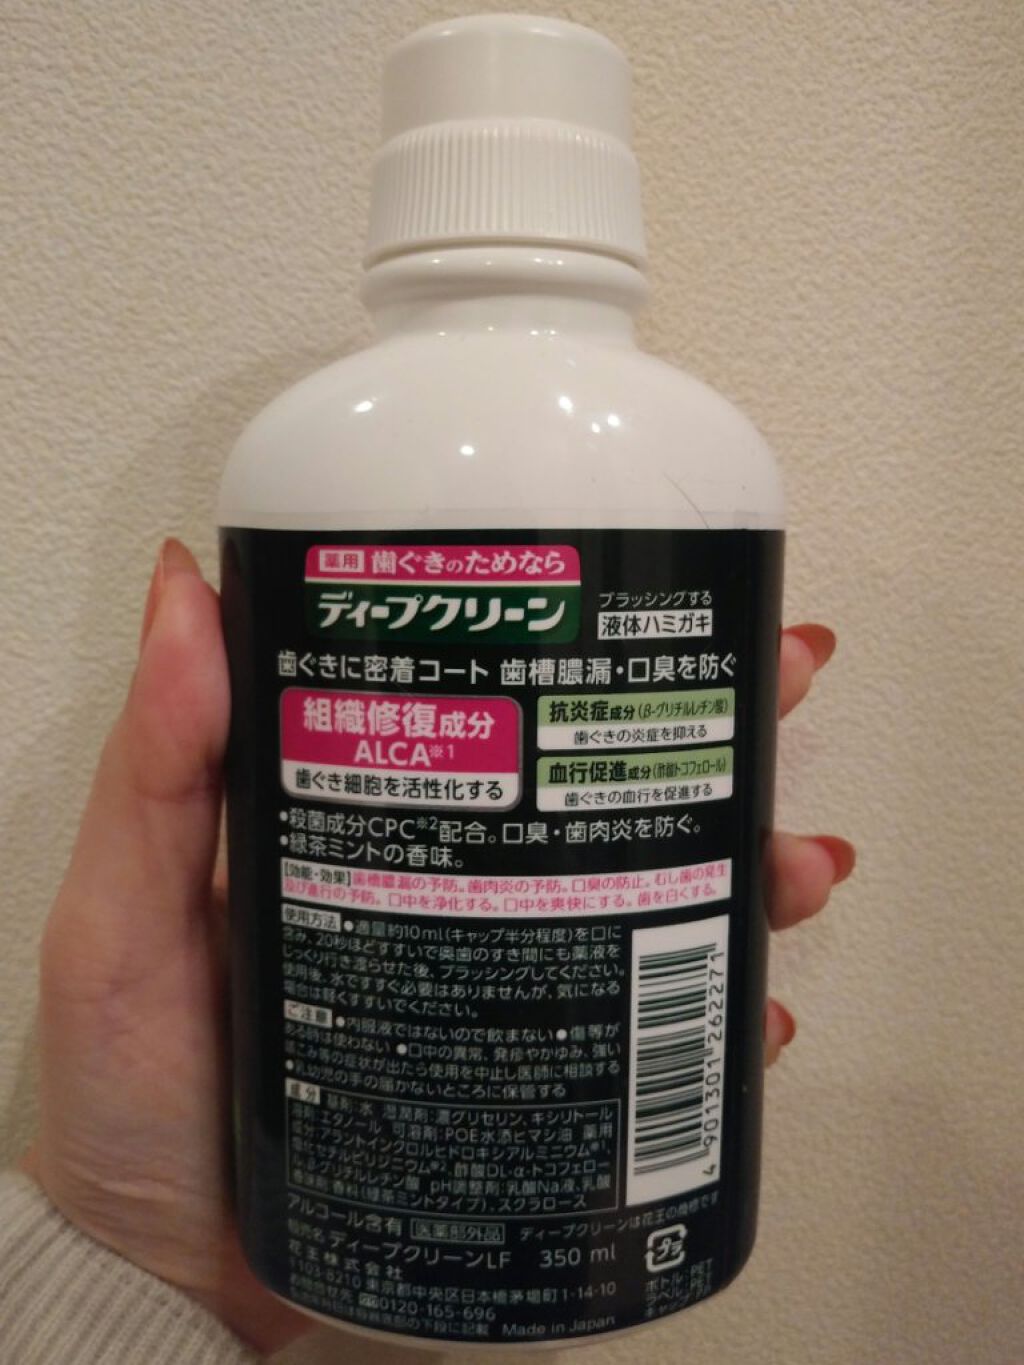 薬用 歯ぐきのためなら
ディープクリーン
ブラッシングする
液体ハミガキ
歯ぐきに密着コート 歯槽膿漏・口臭を防ぐ
組織修復成分
ALCA※1
歯ぐき細胞を活性化する
抗炎症成分(β-グリチルレチン酸)
歯ぐきの炎症を抑える
血行促進成分(酢酸トコフェロール)
歯ぐきの血行を促進する
•殺菌成分CPC※2配合。口臭・歯肉炎を防ぐ。
•緑茶ミントの香味。
[効能・効果]歯槽膿漏の予防。歯肉炎の予防。口臭の防止。むし歯の発生
及び進行の予防。口中を浄化する。口中を爽快にする。歯を白くする。
使用方法 ●適量約10ml(キャップ半分程度)を口に
含み、20秒ほどすすいで奥歯のすき間にも薬液を
じっくり行き渡らせた後、ブラッシングしてください。
使用後、水ですすぐ必要はありませんが、気になる
場合は軽くすすいでください。
ご注意 ●内服液ではないので飲まない●傷等が
ある時は使わない ●口中の異常、発疹やかゆみ、強い
せきこみ等の症状が出たら使用を中止し医師に相談する
●乳幼児の手の届かないところに保管する
成分 基剤:水 湿潤剤:濃グリセリン、キシリトール
溶剤:エタノール 可溶剤:POE水添ヒマシ油 薬用
成分:アラントインクロルヒドロキシアルミニウム※1、
塩化セチルピリジニウム※2、酢酸DL-α-トコフェロー
ル、β-グリチルレチン酸 pH調整剤:乳酸Na液、乳酸
香味剤:香料(緑茶ミントタイプ)、スクラロース
4 901301 262271
アルコール含有 医薬部外品 ディープクリーンは花王の商標です
販売名 ディープクリーンLF 350 ml
花王株式会社
〒103-8210 東京都中央区日本橋茅場町1-14-10
お問合せ先 0120-165-696
プラ
ボトル:PET
ラベル:
キャップ:
Made in Japan